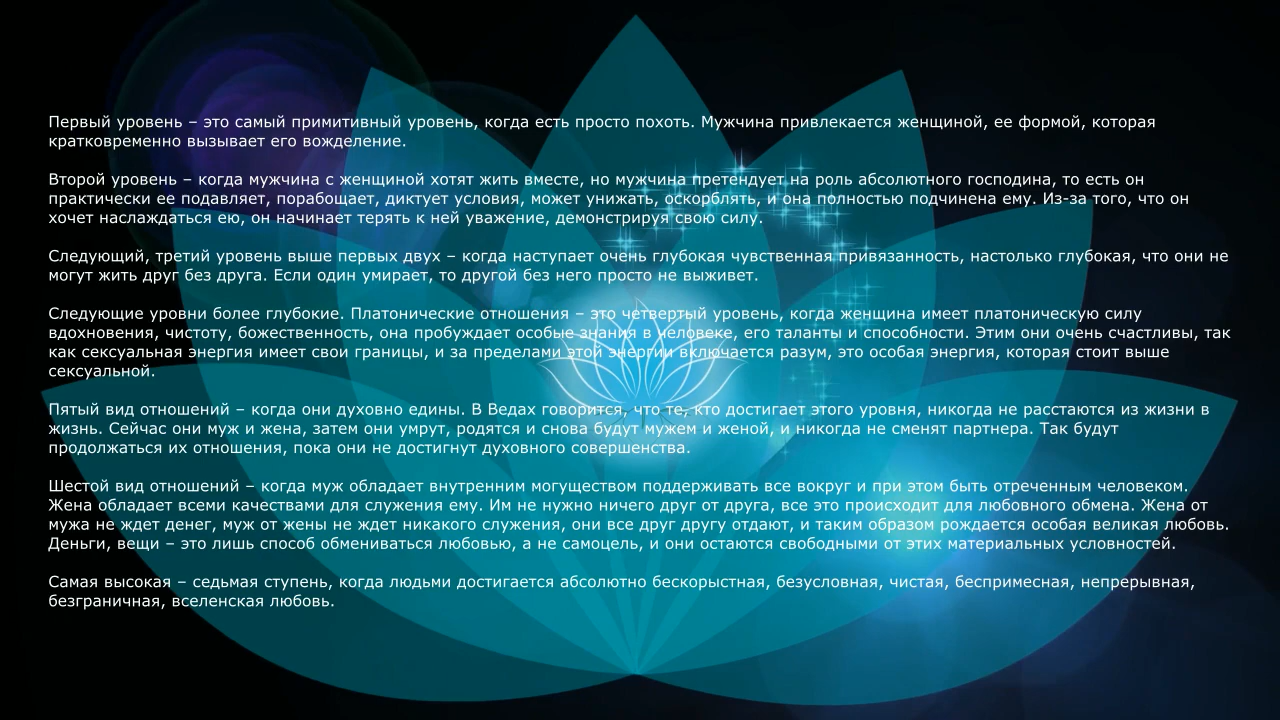 Первый уровень – это самый примитивный уровень, когда есть просто похоть. Мужчина привлекается женщиной, ее формой, которая
кратковременно вызывает его вожделение.
Второй уровень – когда мужчина с женщиной хотят жить вместе, но мужчина претендует на роль абсолютного господина, то есть он
практически ее подавляет, порабощает, диктует условия, может унижать, оскорблять, и она полностью подчинена ему. Из-за того, что он
хочет наслаждаться ею, он начинает терять к ней уважение, демонстрируя свою силу.
Следующий, третий уровень выше первых двух – когда наступает очень глубокая чувственная привязанность, настолько глубокая, что они не
могут жить друг без друга. Если один умирает, то другой без него просто не выживет.
Следующие уровни более глубокие. Платонические отношения – это четвертый уровень, когда женщина имеет платоническую силу
вдохновения, чистоту, божественность, она пробуждает особые знания в человеке, его таланты и способности. Этим они очень счастливы, так
как сексуальная энергия имеет свои границы, и за пределами этой энергии включается разум, это особая энергия, которая стоит выше
сексуальной.
Пятый вид отношений – когда они духовно едины. В Ведах говорится, что те, кто достигает этого уровня, никогда не расстаются из жизни в
жизнь. Сейчас они муж и жена, затем они умрут, родятся и снова будут мужем и женой, и никогда не сменят партнера. Так будут
продолжаться их отношения, пока они не достигнут духовного совершенства.
Шестой вид отношений – когда муж обладает внутренним могуществом поддерживать все вокруг и при этом быть отреченным человеком.
Жена обладает всеми качествами для служения ему. Им не нужно ничего друг от друга, все это происходит для любовного обмена. Жена от
мужа не ждет денег, муж от жены не ждет никакого служения, они все друг другу отдают, и таким образом рождается особая великая любовь.
Деньги, вещи – это лишь способ обмениваться любовью, а не самоцель, и они остаются свободными от этих материальных условностей.
Самая высокая – седьмая ступень, когда людьми достигается абсолютно бескорыстная, безусловная, чистая, беспримесная, непрерывная,
безграничная, вселенская любовь.